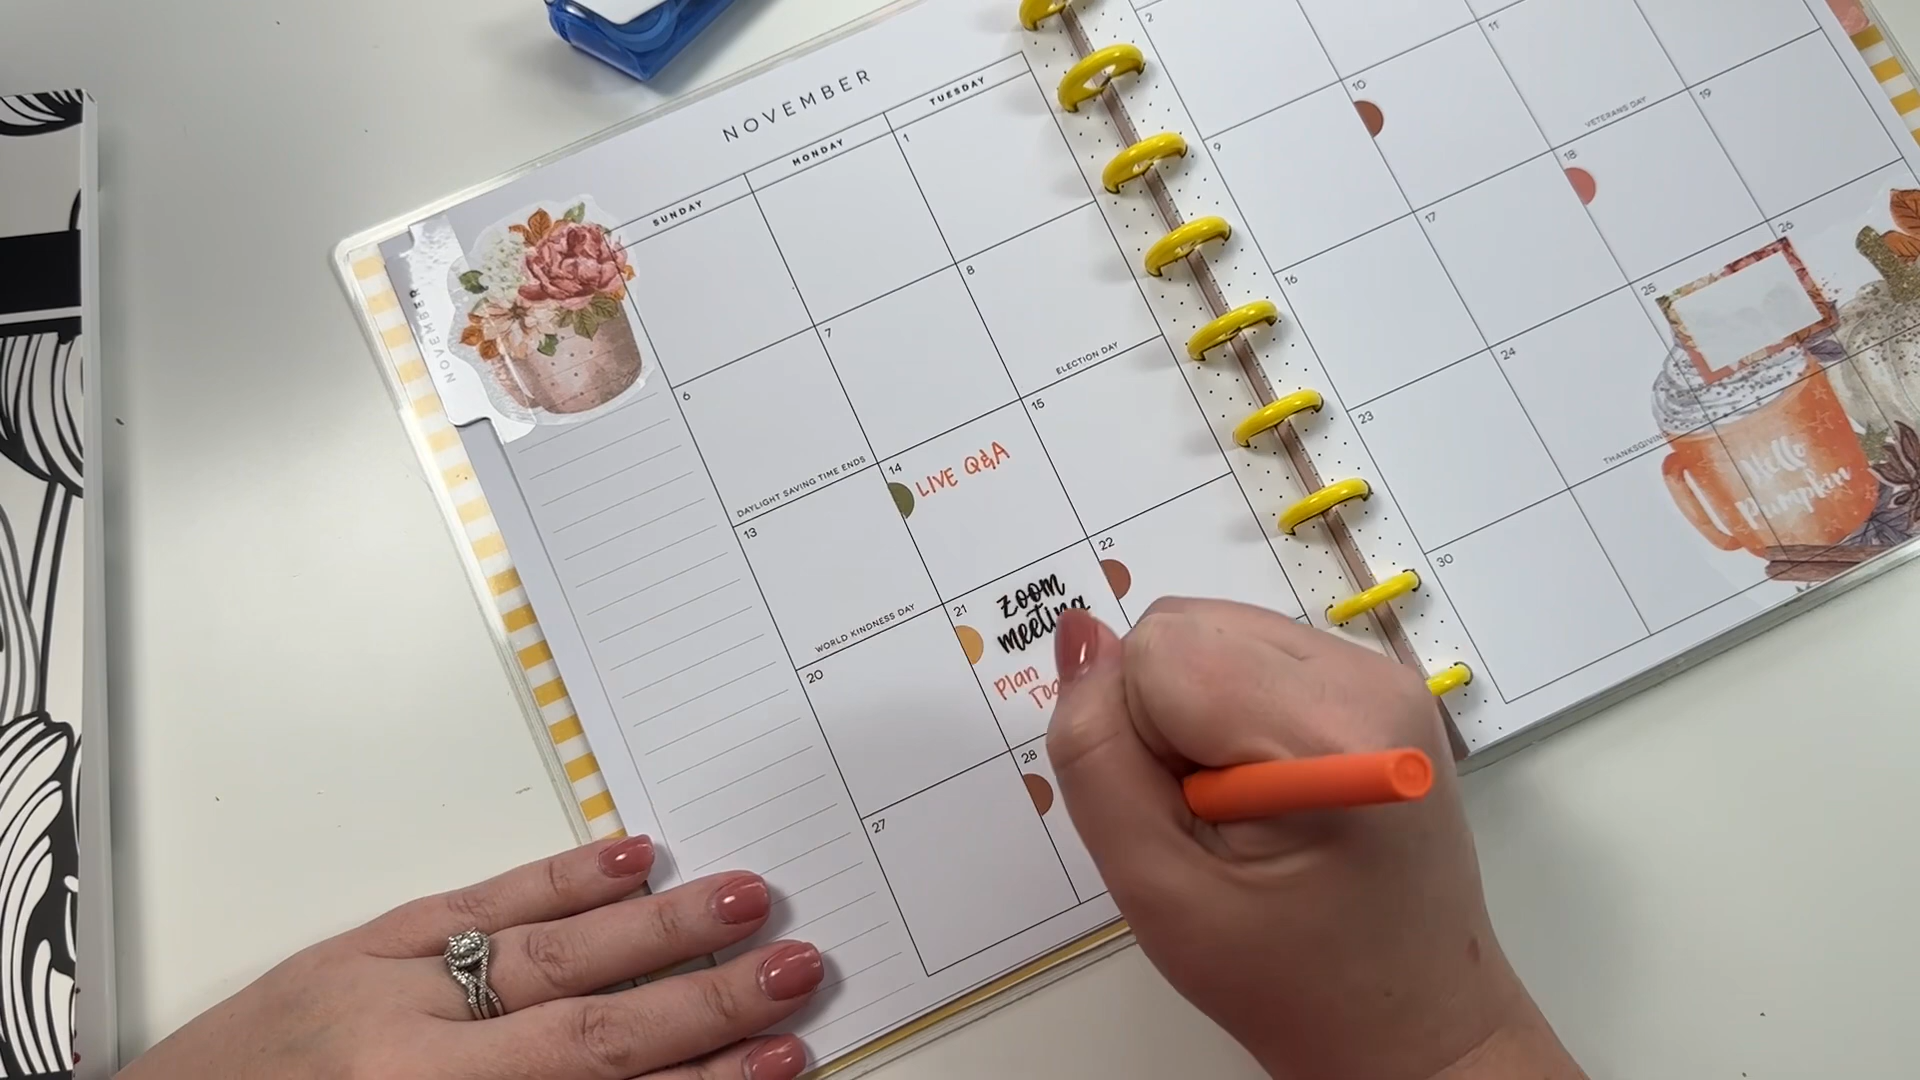 NOVEMBER
NOVEMBER
SUNDAY MONDAY TUESDAY
1
2
6
DAYLIGHT SAVING TIME ENDS
7
8
ELECTION DAY
9
10
11
VETERANS DAY
13
WORLD KINDNESS DAY
14
LIVE Q&A
15
16
17
18
19
20
21
zoom
meeting
Plan
22
23
24
THANKSGIVING
25
26
Hello
Pumpkin
27
28
30